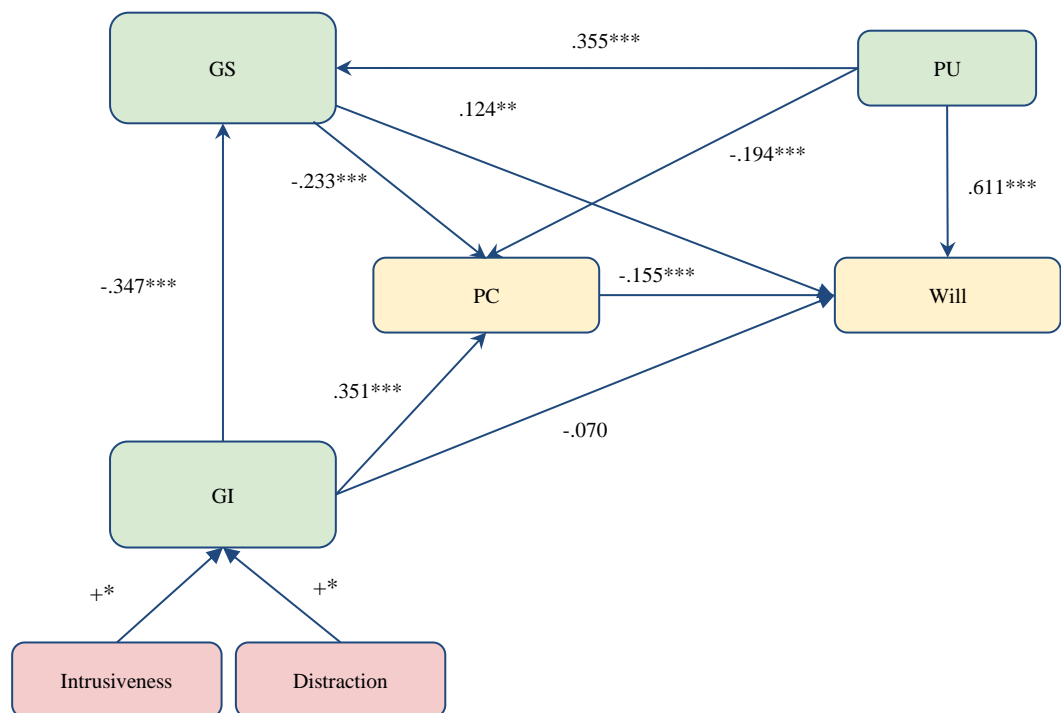 .355***
GS
PU
.124**
-.194***
-.233***
.611***
-.347***
PC
-.155***
Will
.351***
-.070
GI
+*
+*
Intrusiveness
Distraction